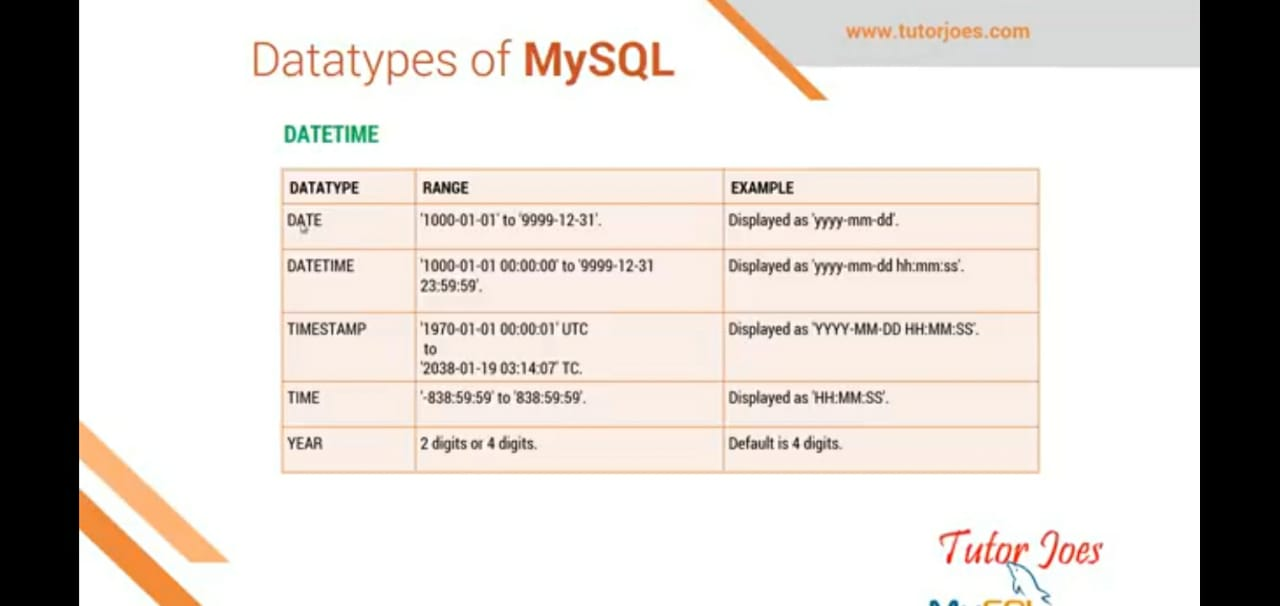 www.tutorjoes.com
Datatypes of MySQL
DATETIME
DATATYPE RANGE EXAMPLE
DATE '1000-01-01' to '9999-12-31'. Displayed as 'yyyy-mm-dd'.
DATETIME '1000-01-01 00:00:00' to '9999-12-31 Displayed as 'yyyy-mm-dd hh:mm:ss'.
23:59:59'.
TIMESTAMP '1970-01-01 00:00:01' UTC Displayed as 'YYYY-MM-DD HH:MM:SS'.
to
'2038-01-19 03:14:07' TC.
TIME '-838:59:59' to '838:59:59'. Displayed as 'HH:MM:SS'.
YEAR 2 digits or 4 digits. Default is 4 digits.
Tutor Joes
MySQL